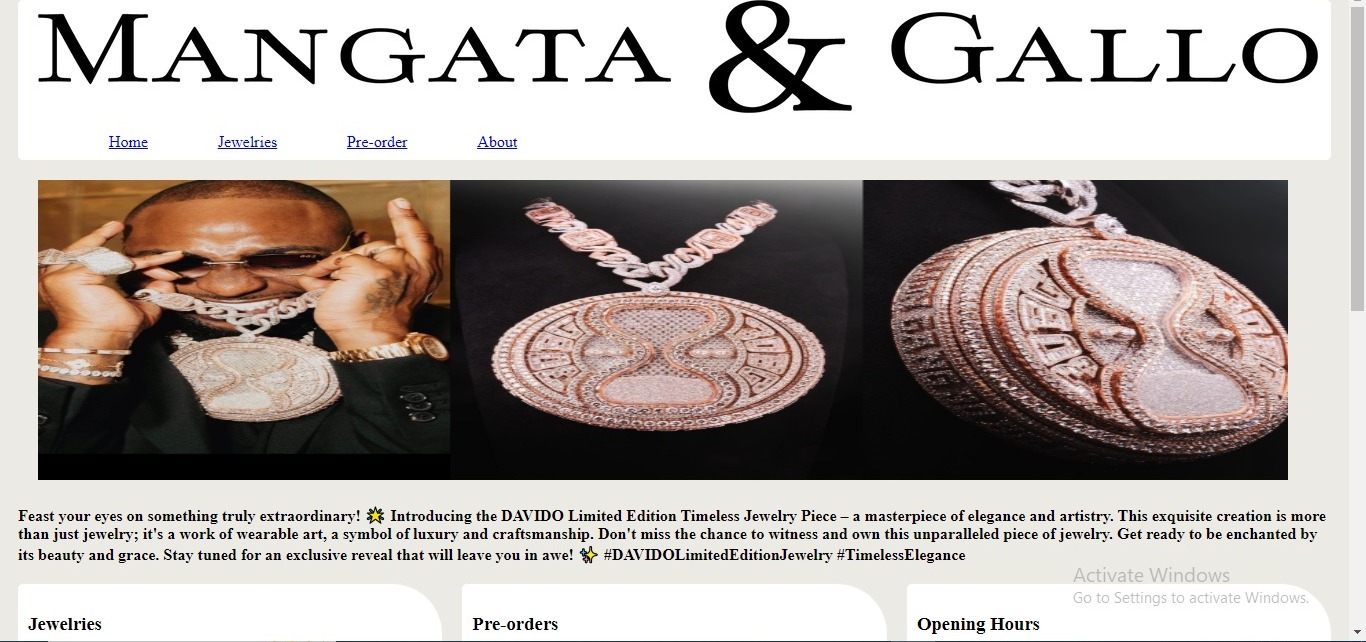 MANGATA & GALLO
Home Jewelries Pre-order About
Feast your eyes on something truly extraordinary! 🌟 Introducing the DAVIDO Limited Edition Timeless Jewelry Piece – a masterpiece of elegance and artistry. This exquisite creation is more
than just jewelry; it's a work of wearable art, a symbol of luxury and craftsmanship. Don't miss the chance to witness and own this unparalleled piece of jewelry. Get ready to be enchanted by
its beauty and grace. Stay tuned for an exclusive reveal that will leave you in awe! ✨ #DAVIDOLimitedEditionJewelry #TimelessElegance
Activate Windows
Go to Settings to activate Windows.
Jewelries
Pre-orders
Opening Hours